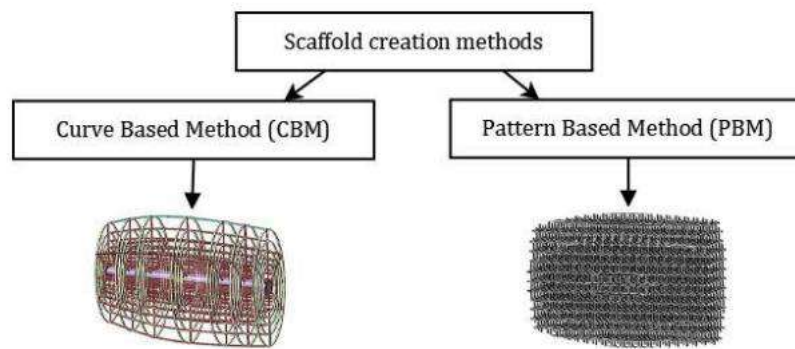 Scaffold creation methods
Curve Based Method (CBM)
Pattern Based Method (PBM)